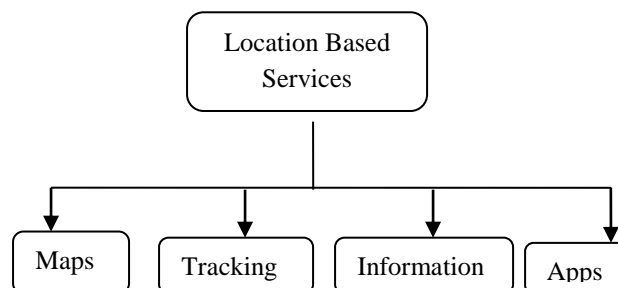 Location Based
Services
Maps
Tracking
Information
Apps